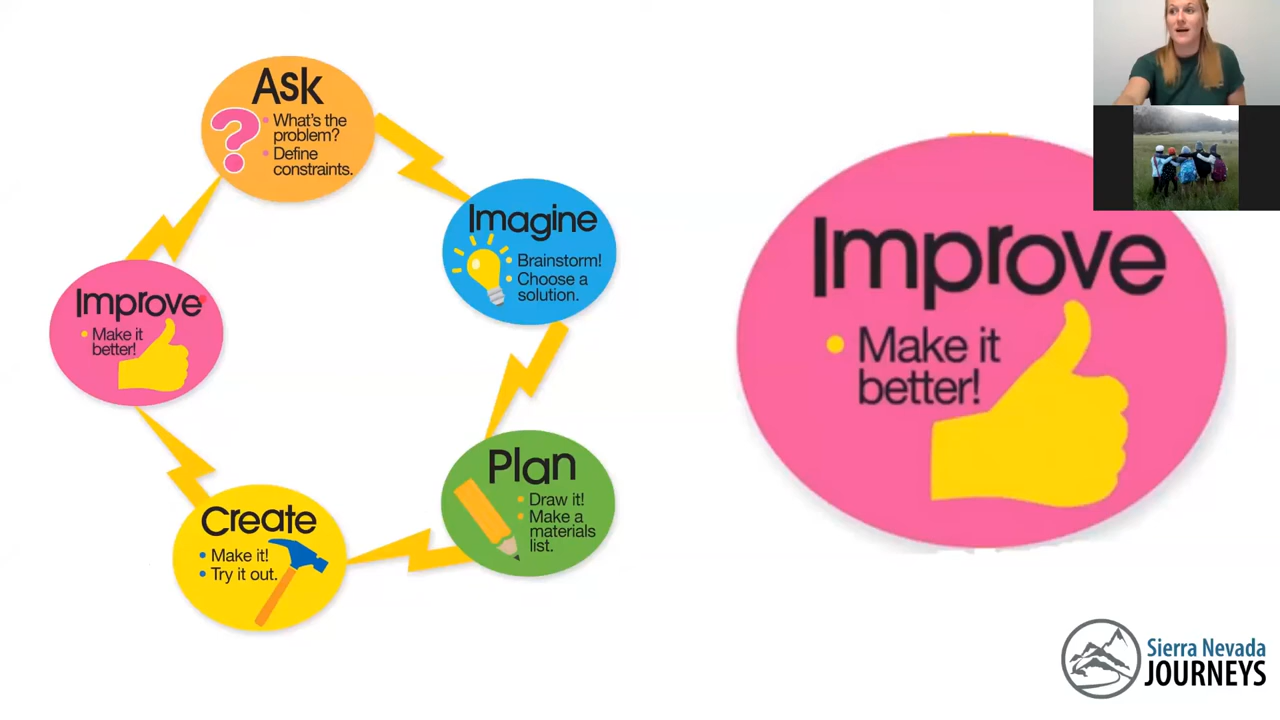 Ask
What's the
problem?
Define
constraints.
Imagine
Brainstorm!
Choose a
solution.
Plan
Draw it!
Make a
materials
list.
Create
Make it!
Try it out.
Improve
Make it
better!
Improve
Make it
better!
Sierra Nevada
JOURNEYS